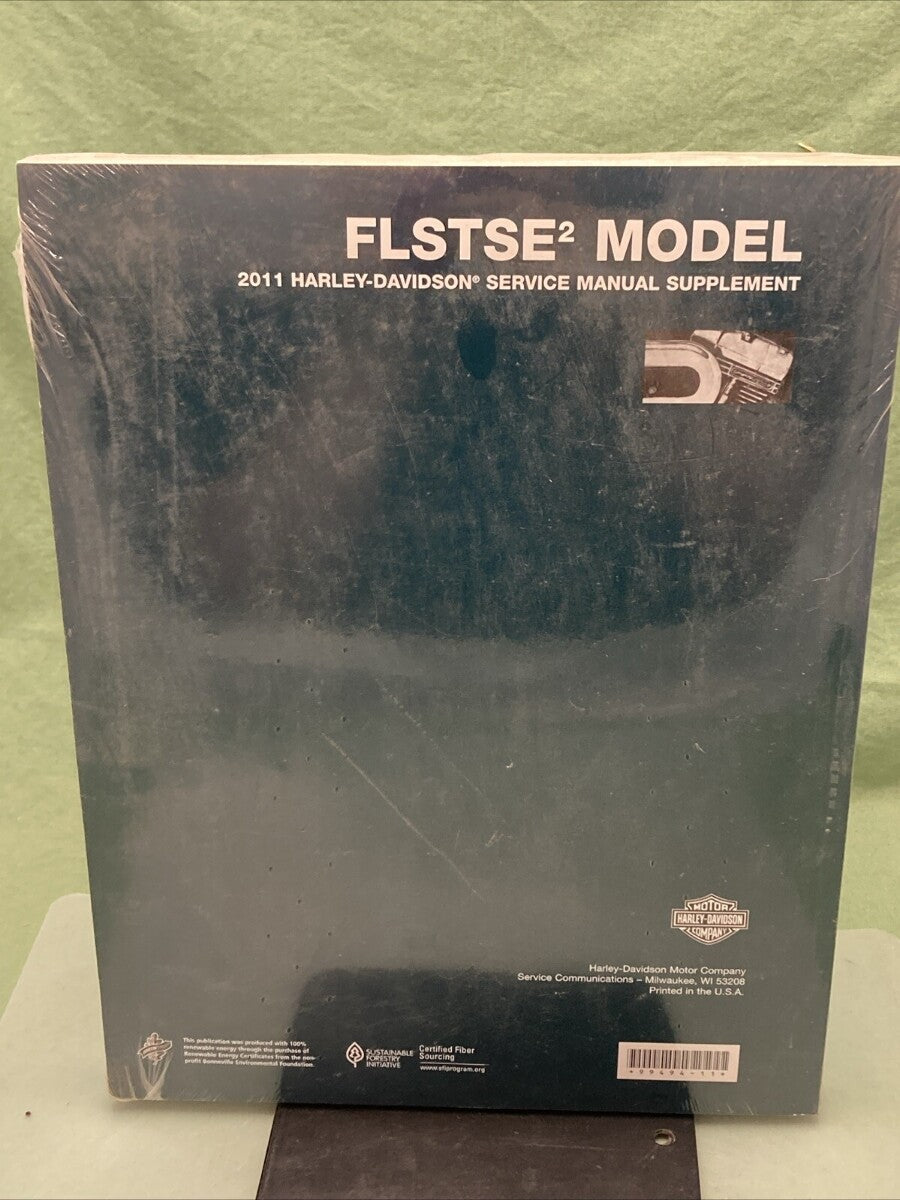 FLSTSE² MODEL
2011 HARLEY-DAVIDSON® SERVICE MANUAL SUPPLEMENT
MOTOR
HARLEY-DAVIDSON
COMPANY
Harley-Davidson Motor Company
Service Communications – Milwaukee, WI 53208
Printed in the U.S.A.
This publication was produced with 100%
renewable energy through the purchase of
Renewable Energy Certificates from the non-
profit Bonneville Environmental Foundation.
SUSTAINABLE
FORESTRY
INITIATIVE
Certified Fiber
Sourcing
www.sfiprogram.org
*99494-11*